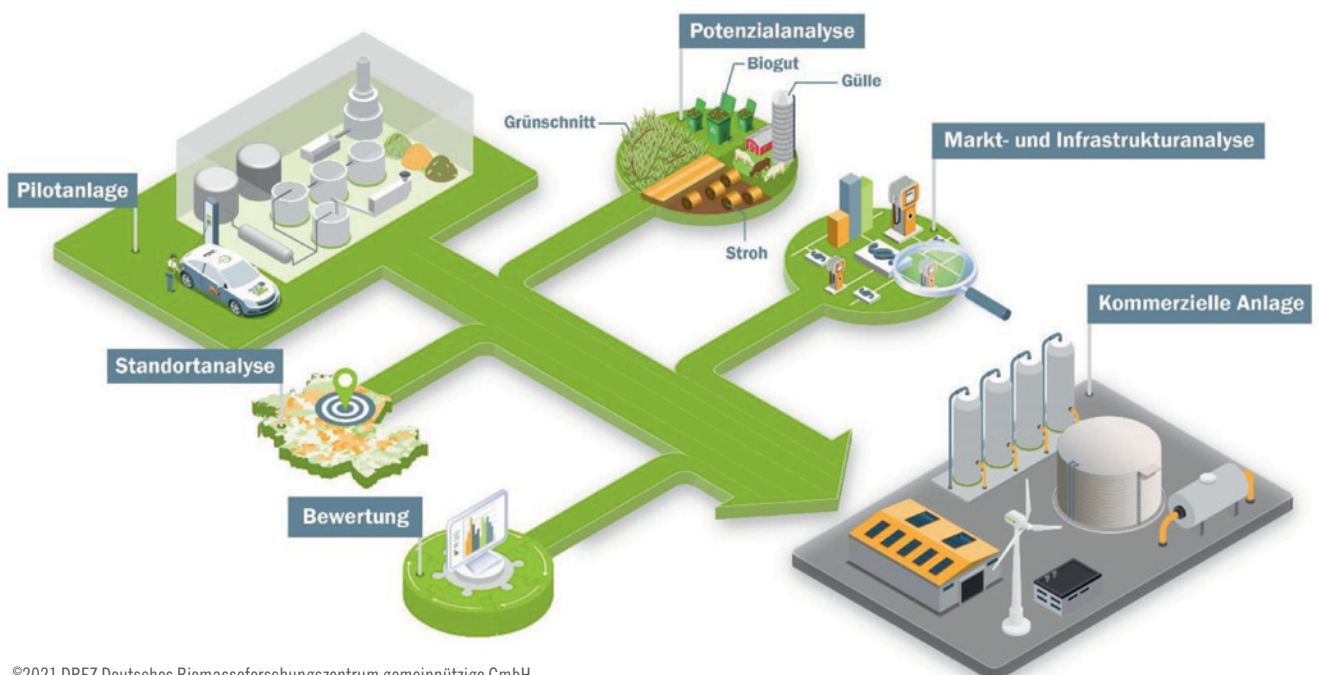 Potenzialanalyse
Biogut
Gülle
Grünschnitt
Markt- und Infrastrukturanalyse
Pilotanlage
Stroh
Kommerzielle Anlage
Standortanalyse
Bewertung
©2021 DBFZ Deutsches Biomasseforschungszentrum gemeinnützige GmbH